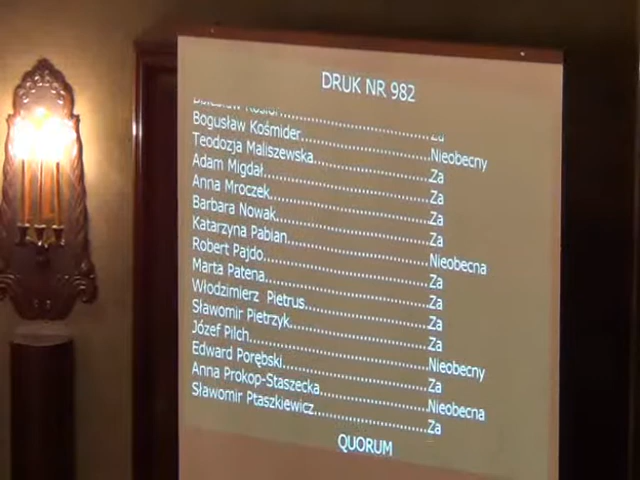 DRUK NR 982
Bogusław Kośmider.....................Nieobecny
Teodozja Maliszewska.....................Za
Adam Migdał.....................Za
Anna Mroczek.....................Za
Barbara Nowak.....................Za
Katarzyna Pabian.....................Nieobecna
Robert Pajdo.....................Za
Marta Patena.....................Za
Włodzimierz Pietrus.....................Za
Sławomir Pietrzyk.....................Za
Józef Pilch.....................Nieobecny
Edward Porębski.....................Za
Anna Prokop-Staszecka.....................Nieobecna
Sławomir Ptaszkiewicz.....................Za
QUORUM